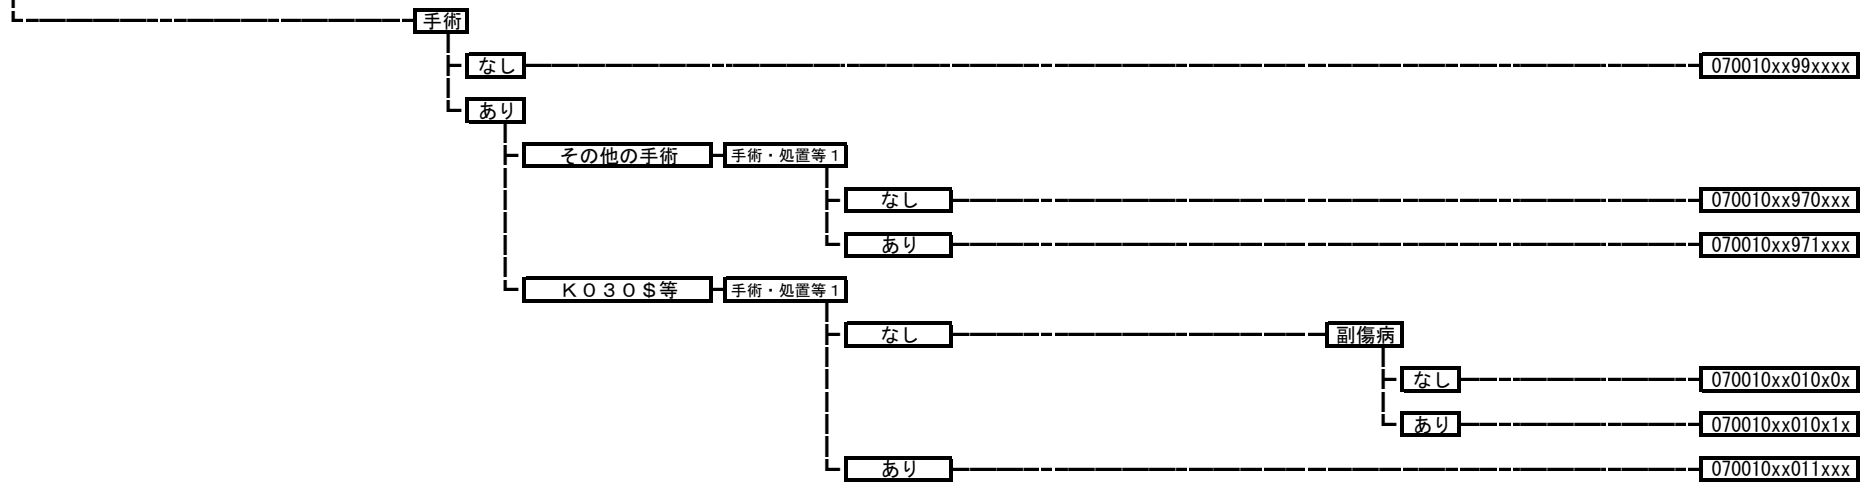 手術
なし 070010xx99xxxx
あり
その他の手術 手術・処置等1
なし 070010xx970xxx
あり 070010xx971xxx
K030$等 手術・処置等1
なし 副傷病
なし 070010xx010x0x
あり 070010xx010x1x
あり 070010xx011xxx